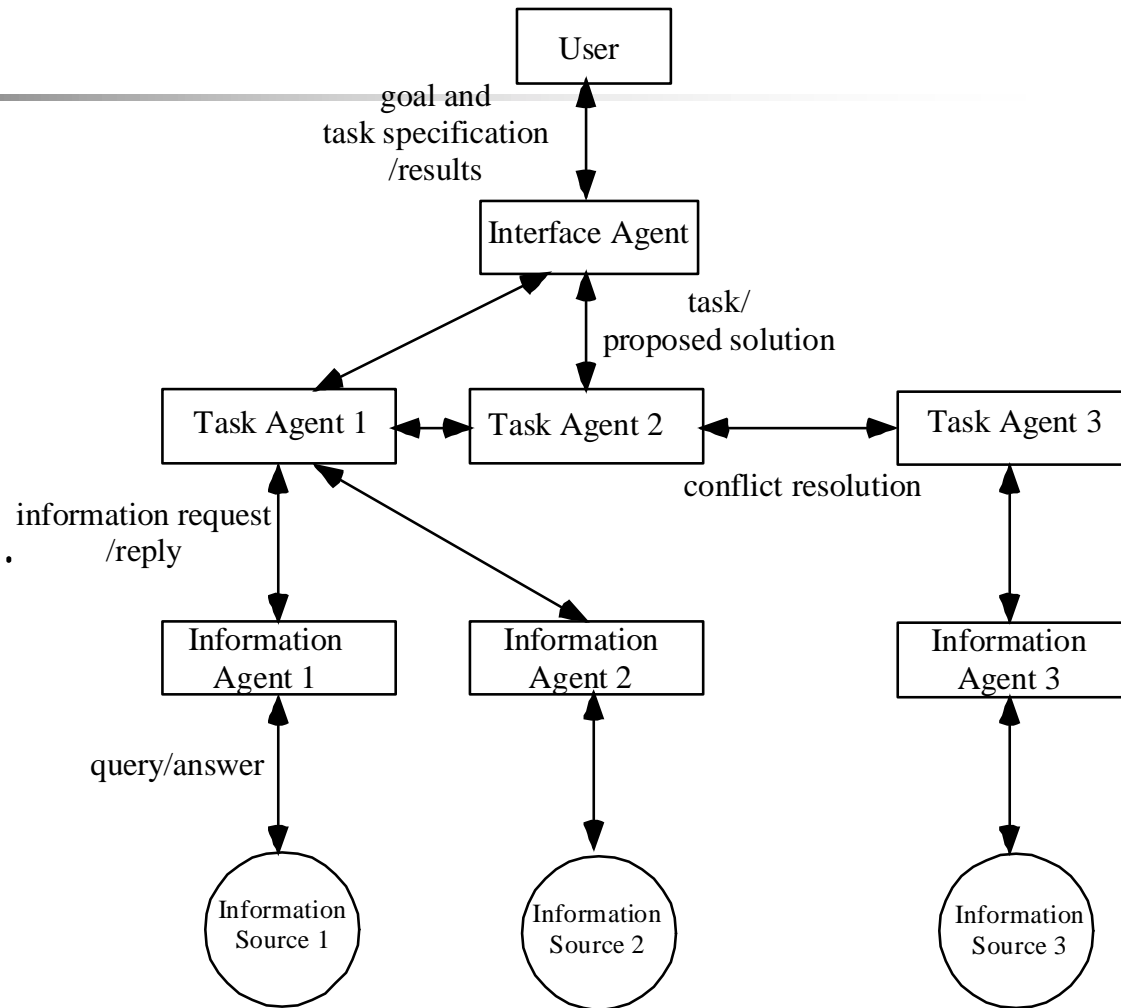 User
goal and
task specification
/results
Interface Agent
task/
proposed solution
Task Agent 1
Task Agent 2
Task Agent 3
conflict resolution
information request
/reply
.
Information
Agent 1
Information
Agent 2
Information
Agent 3
query/answer
Information
Source 1
Information
Source 2
Information
Source 3